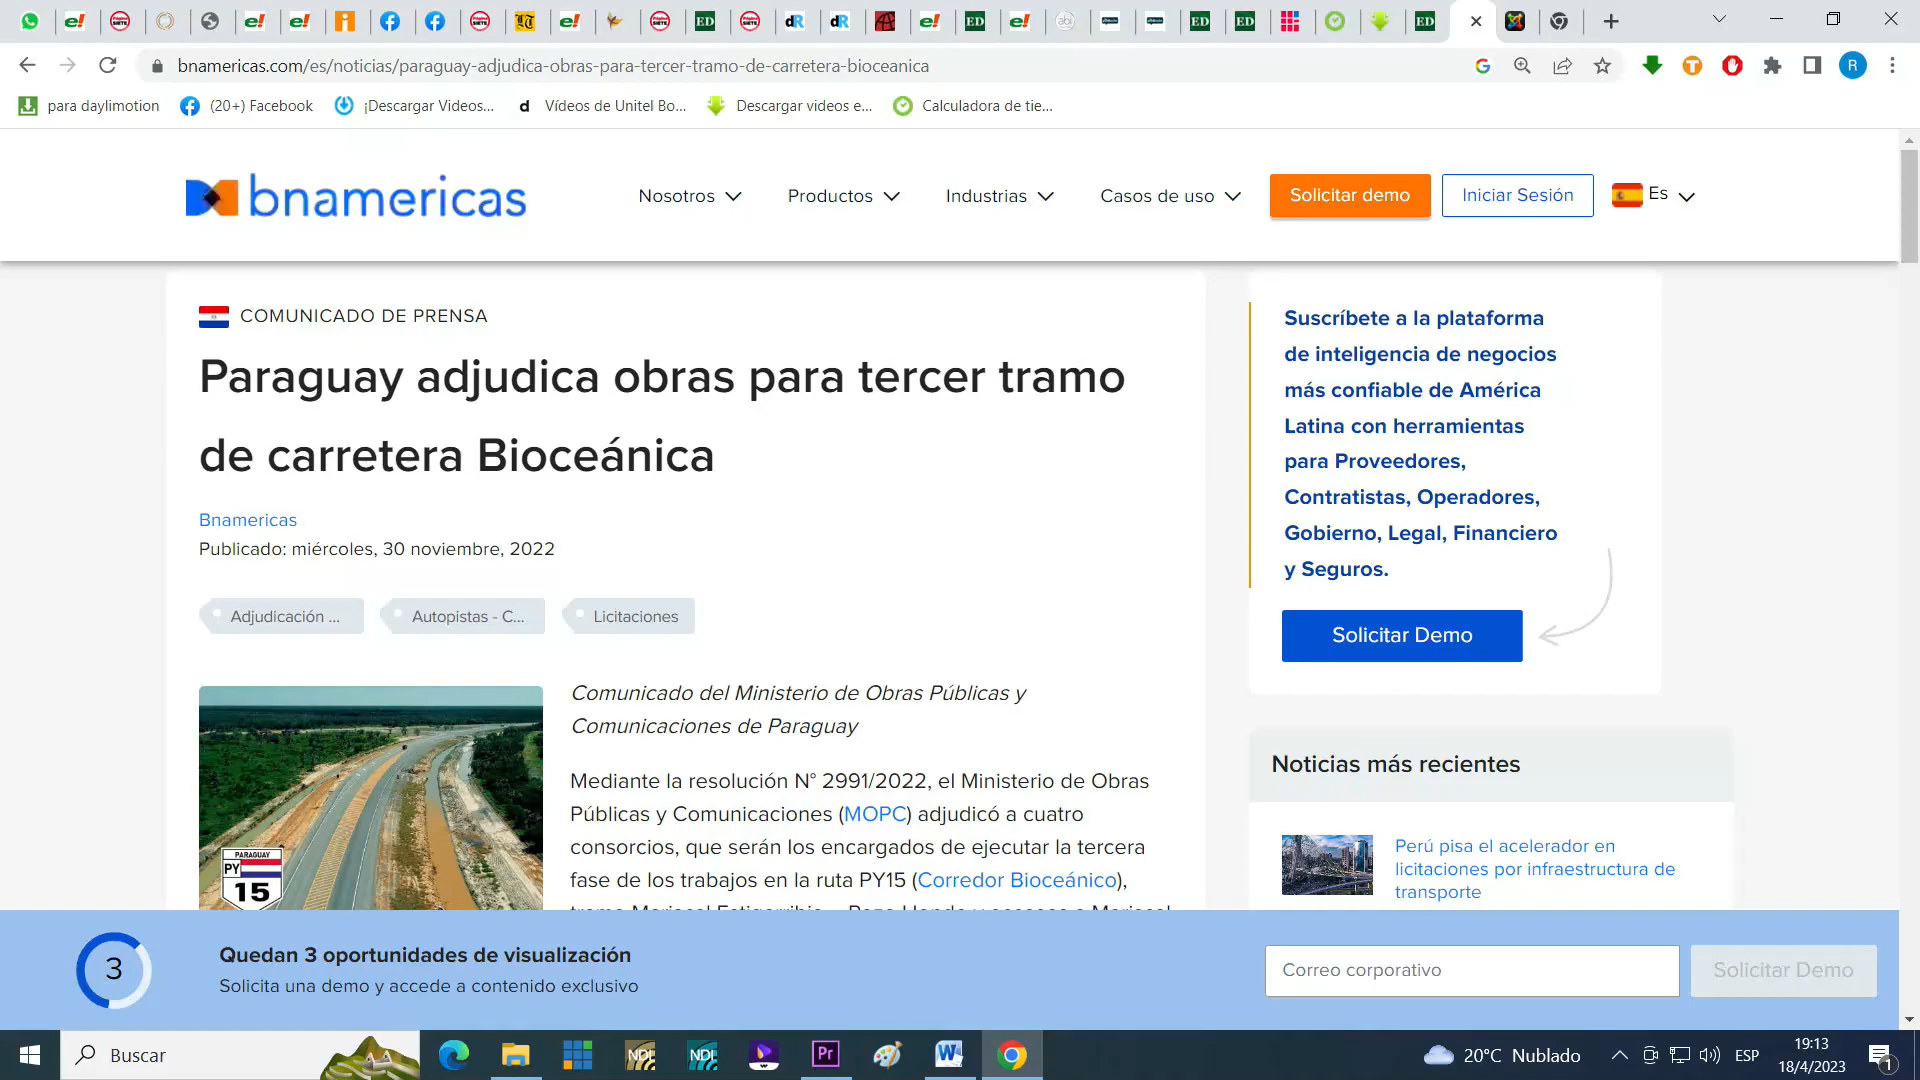 bnamericas.com/es/noticias/paraguay-adjudica-obras-para-tercer-tramo-de-carretera-bioceanica
para daylimotion
(20+) Facebook
¡Descargar Videos...
Vídeos de Unitel Bo...
Descargar videos e...
Calculadora de tie...
bnamericas
Nosotros
Productos
Industrias
Casos de uso
Solicitar demo
Iniciar Sesión
Es
COMUNICADO DE PRENSA
Paraguay adjudica obras para tercer tramo
de carretera Bioceánica
Bnamericas
Publicado: miércoles, 30 noviembre, 2022
Adjudicación ...
Autopistas - C...
Licitaciones
PARAGUAY
PY
15
Comunicado del Ministerio de Obras Públicas y
Comunicaciones de Paraguay
Mediante la resolución N° 2991/2022, el Ministerio de Obras
Públicas y Comunicaciones (MOPC) adjudicó a cuatro
consorcios, que serán los encargados de ejecutar la tercera
fase de los trabajos en la ruta PY15 (Corredor Bioceánico),
Suscríbete a la plataforma
de inteligencia de negocios
más confiable de América
Latina con herramientas
para Proveedores,
Contratistas, Operadores,
Gobierno, Legal, Financiero
y Seguros.
Solicitar Demo
Noticias más recientes
Perú pisa el acelerador en
licitaciones por infraestructura de
transporte
3
Quedan 3 oportunidades de visualización
Solicita una demo y accede a contenido exclusivo
Correo corporativo
Solicitar Demo
Buscar
20°C Nublado
ESP
19:13
18/4/2023
1